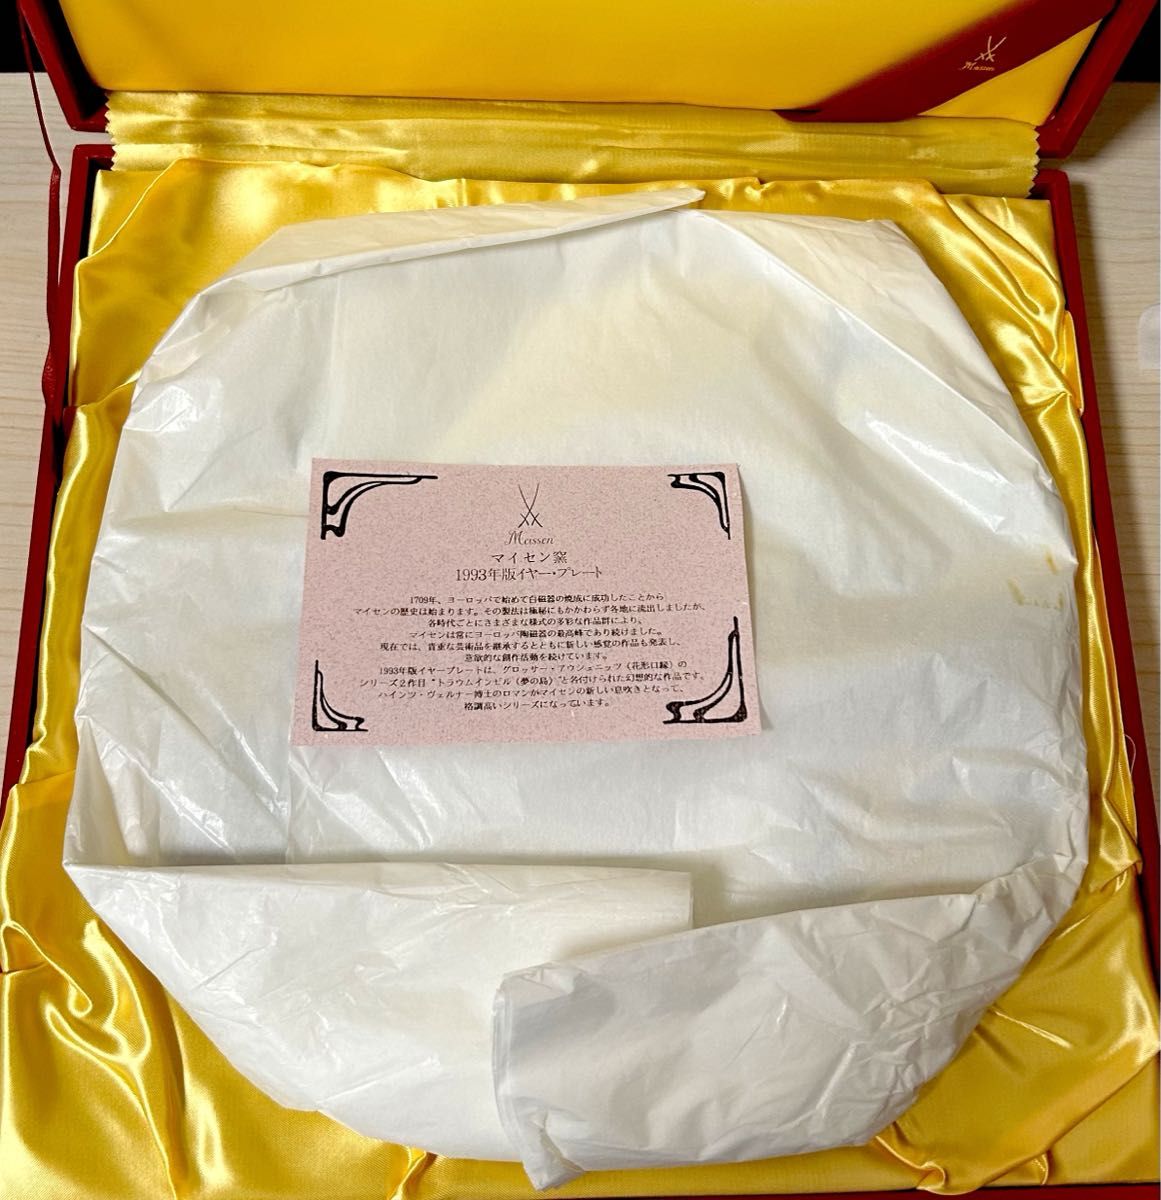 Meissen
Meissen
マイセン窯
1993年版イヤー・プレート
1709年、ヨーロッパで始めて白磁器の焼成に成功したことから
マイセンの歴史は始まります。その製法は極秘にもかかわらず各地に流出しましたが、
各時代ごとにさまざまな様式の多彩な作品群により、
マイセンは常にヨーロッパ陶磁器の最高峰であり続けました。
現在では、貴重な芸術品を継承するとともに新しい感覚の作品も発表し、
意欲的な創作活動を続けています。
1993年版イヤープレートは、グロッサー・アウシュニッツ（花形口縁）の
シリーズ2作目“トラウムインゼル（夢の島）”と名付けられた幻想的な作品です。
ハインツ・ヴェルナー博士のロマンがマイセンの新しい息吹きとなって、
格調高いシリーズになっています。